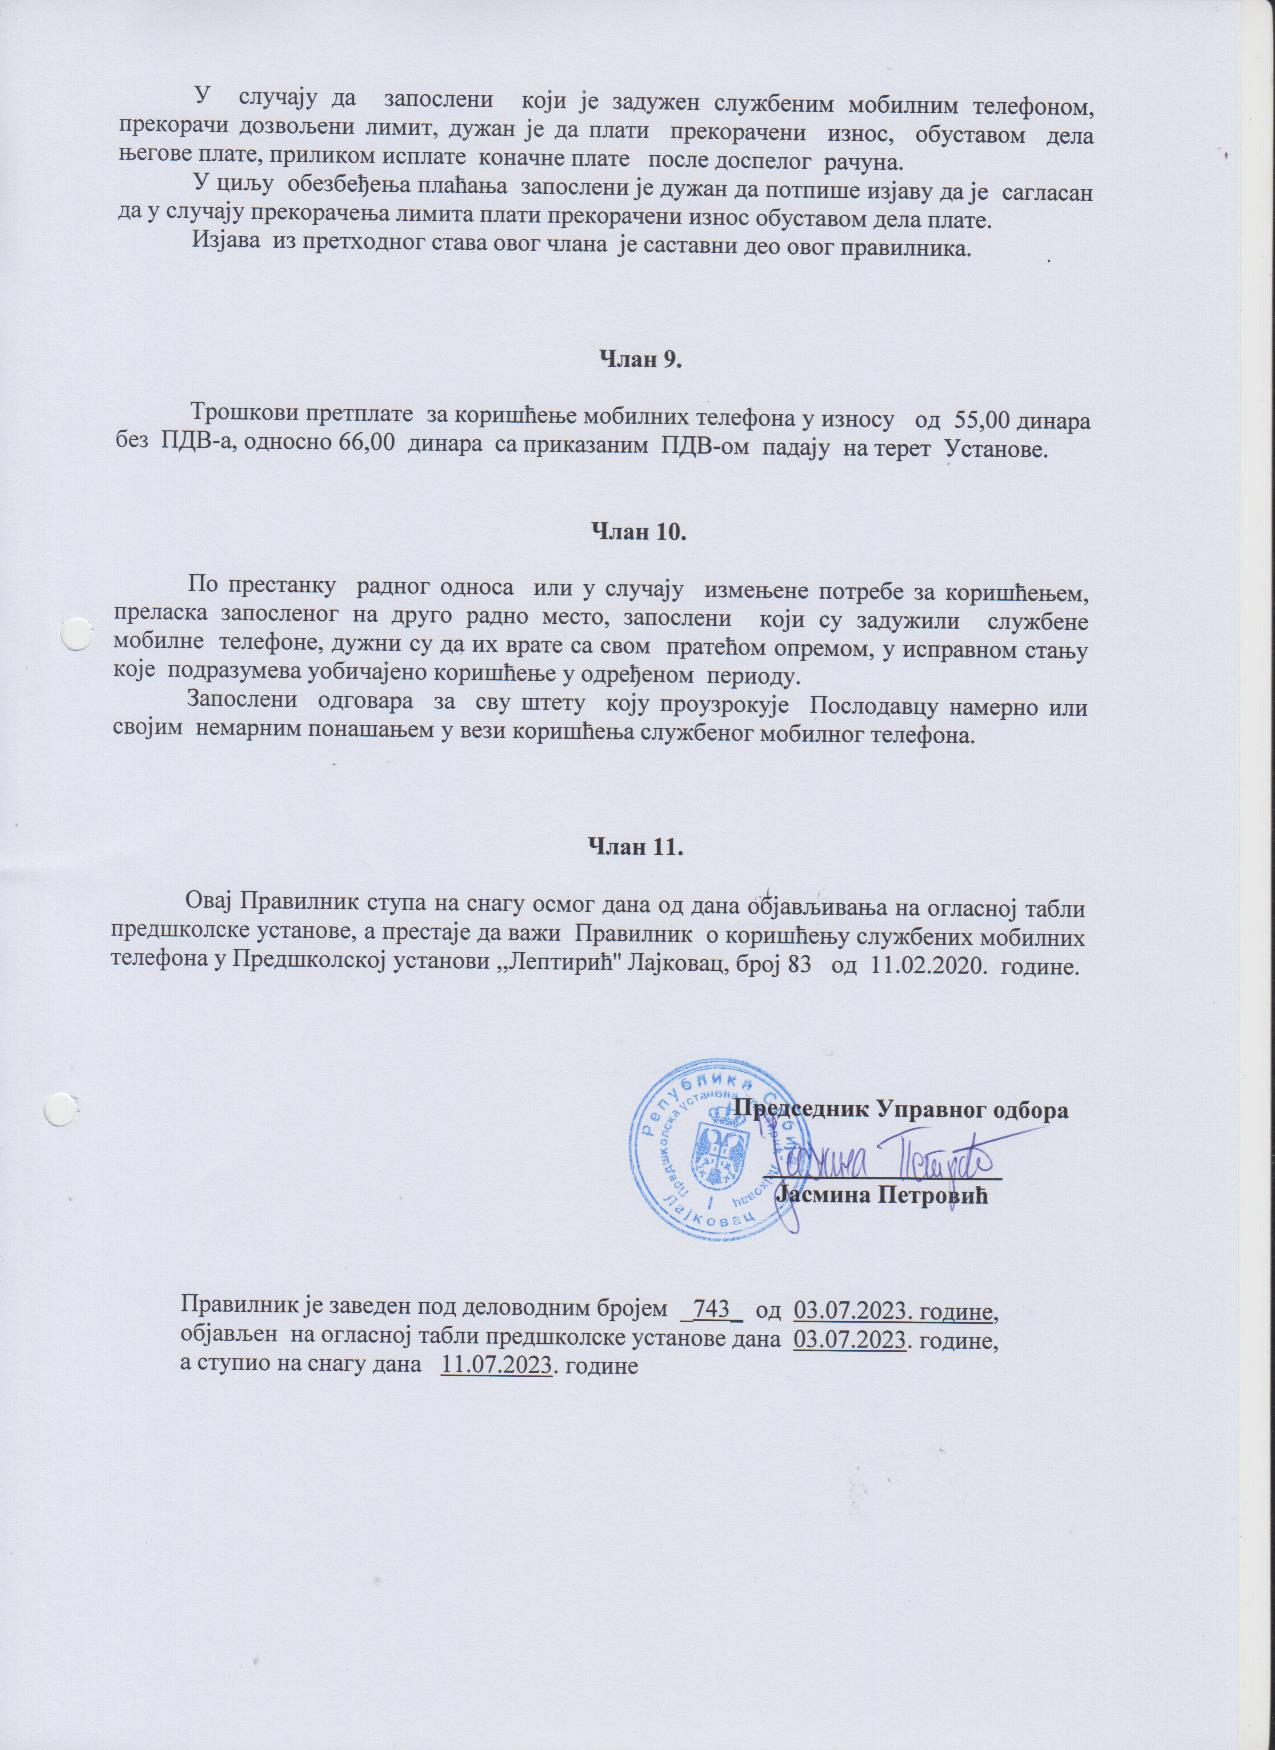 У случају да запослени који је задужен службеним мобилним телефоном,
прекорачи дозвољени лимит, дужан је да плати прекорачени износ, обуставом дела
његове плате, приликом исплате коначне плате после доспелог рачуна.
У циљу обезбеђења плаћања запослени је дужан да потпише изјаву да је сагласан
да у случају прекорачења лимита плати прекорачени износ обуставом дела плате.
Изјава из претходног става овог члана је саставни део овог правилника.
Члан 9.
Трошкови претплате за коришћење мобилних телефона у износу од 55,00 динара
без ПДВ-а, односно 66,00 динара са приказаним ПДВ-ом падају на терет Установе.
Члан 10.
По престанку радног односа или у случају измењене потребе за коришћењем,
преласка запосленог на друго радно место, запослени који су задужили службене
мобилне телефоне, дужни су да их врате са свом пратећом опремом, у исправном стању
које подразумева уобичајено коришћење у одређеном периоду.
Запослени одговара за сву штету коју проузрокује Послодавцу намерно или
својим немарним понашањем у вези коришћења службеног мобилног телефона.
Члан 11.
Овај Правилник ступа на снагу осмог дана од дана објављивања на огласној табли
предшколске установе, а престаје да важи Правилник о коришћењу службених мобилних
телефона у Предшколској установи ,,Лептирић" Лајковац, број 83 од 11.02.2020. године.
Република Србија
Предшколска установа
Лајковац
Лајковац
I
Председник Управног одбора
Јасмина Петровић
Јасмина Петровић
Правилник је заведен под деловодним бројем _743_ од 03.07.2023. године,
објављен на огласној табли предшколске установе дана 03.07.2023. године,
а ступио на снагу дана 11.07.2023. године